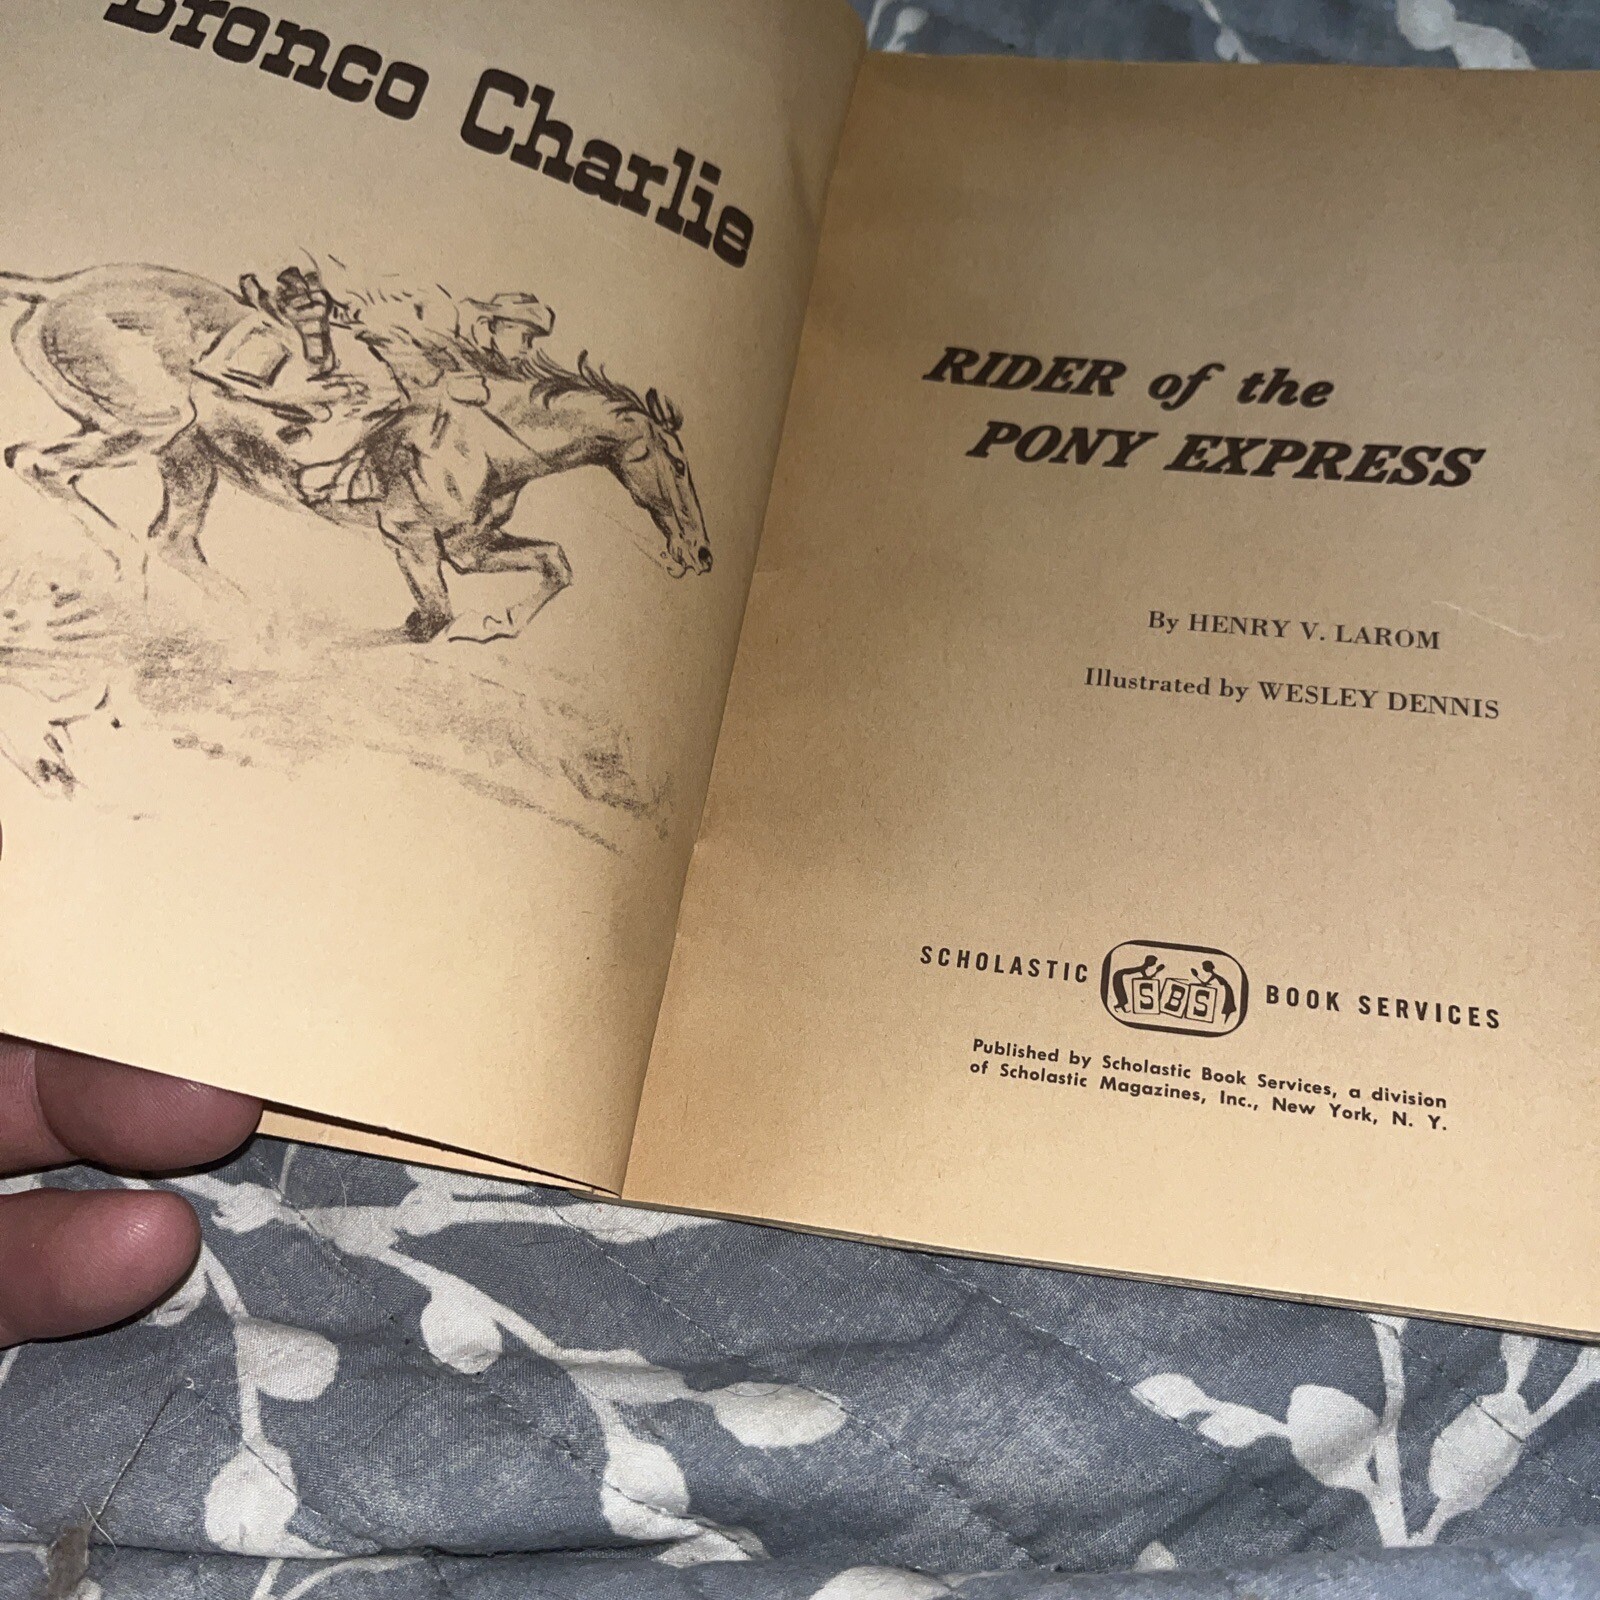 Bronco Charlie
RIDER of the
PONY EXPRESS
By HENRY V. LAROM
Illustrated by WESLEY DENNIS
SCHOLASTIC SBS BOOK SERVICES
Published by Scholastic Book Services, a division
of Scholastic Magazines, Inc., New York, N. Y.